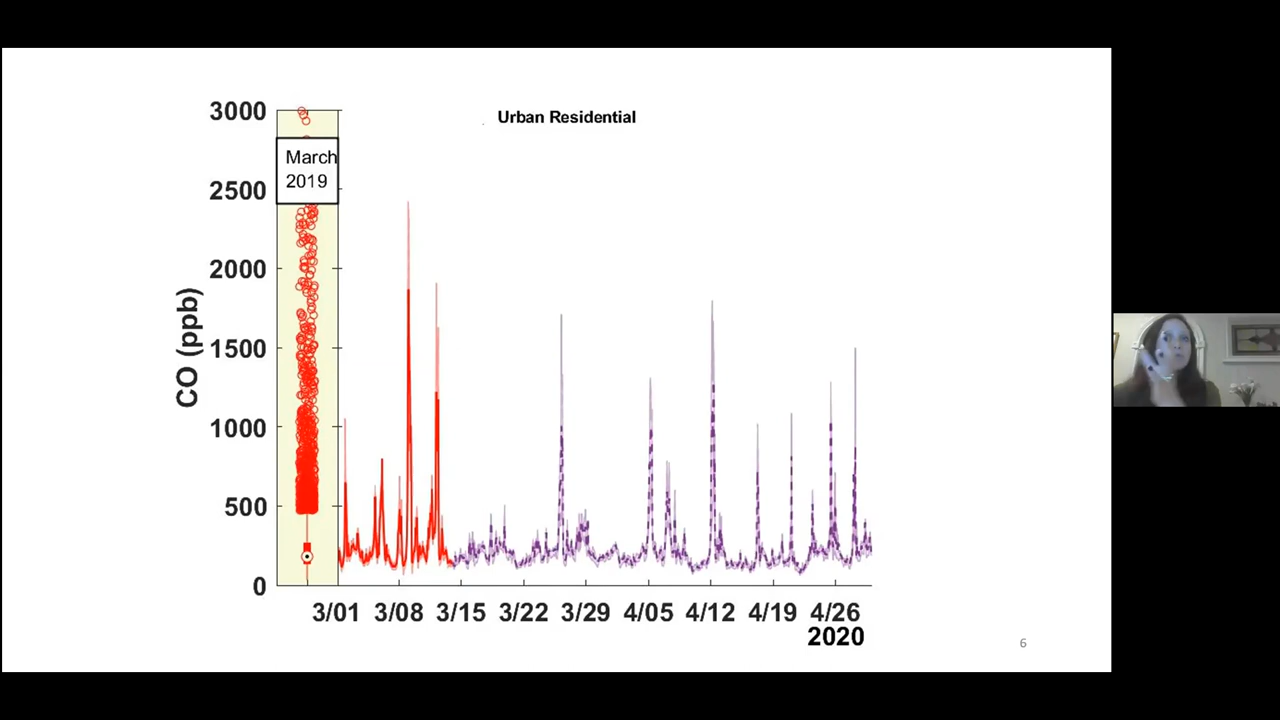 Urban Residential
March
2019
3000
2500
2000
1500
1000
500
0
CO (ppb)
3/01 3/08 3/15 3/22 3/29 4/05 4/12 4/19 4/26
2020
6